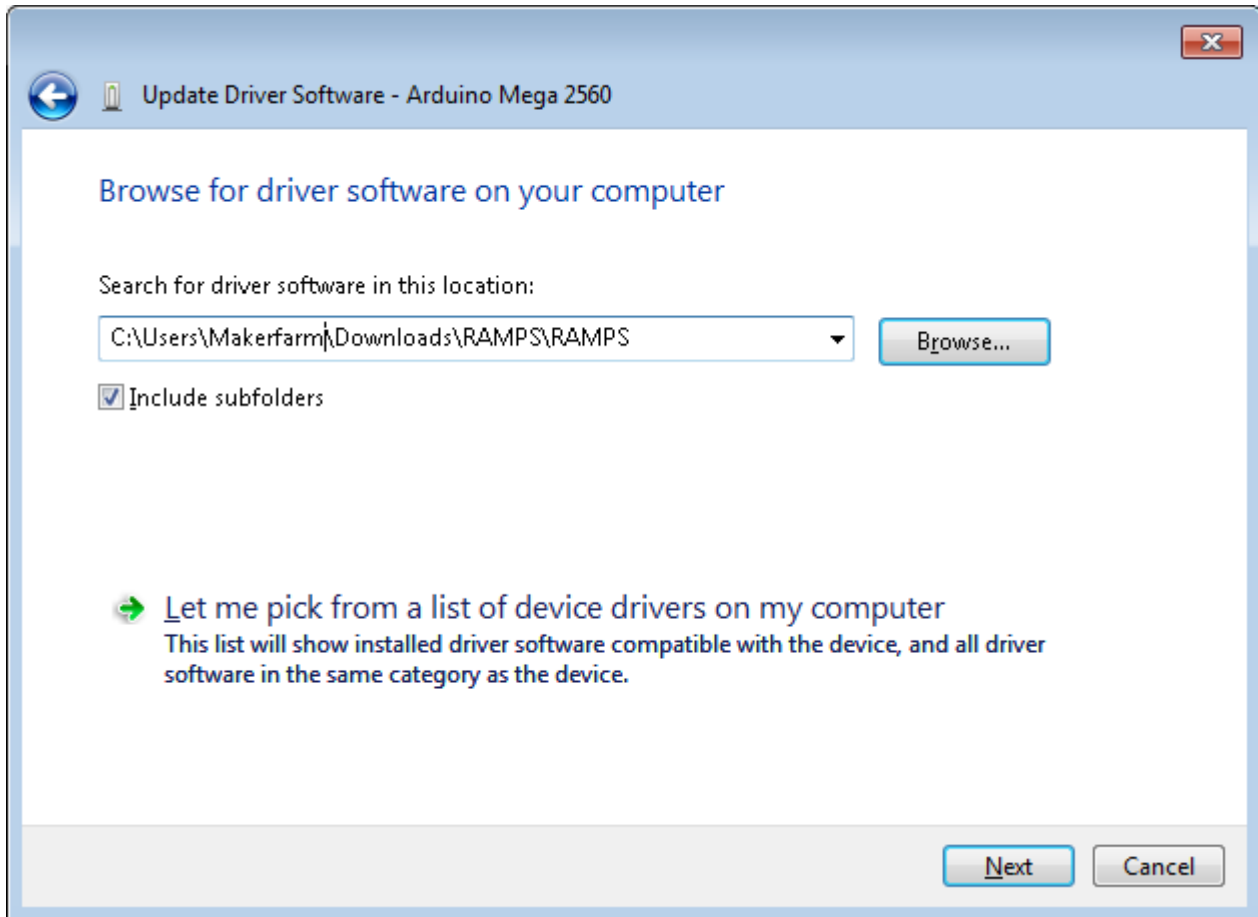 Update Driver Software - Arduino Mega 2560
Browse for driver software on your computer
Search for driver software in this location:
C:\Users\Makerfarm\Downloads\RAMPS\RAMPS
Browse...
Include subfolders
Let me pick from a list of device drivers on my computer
This list will show installed driver software compatible with the device, and all driver
software in the same category as the device.
Next
Cancel